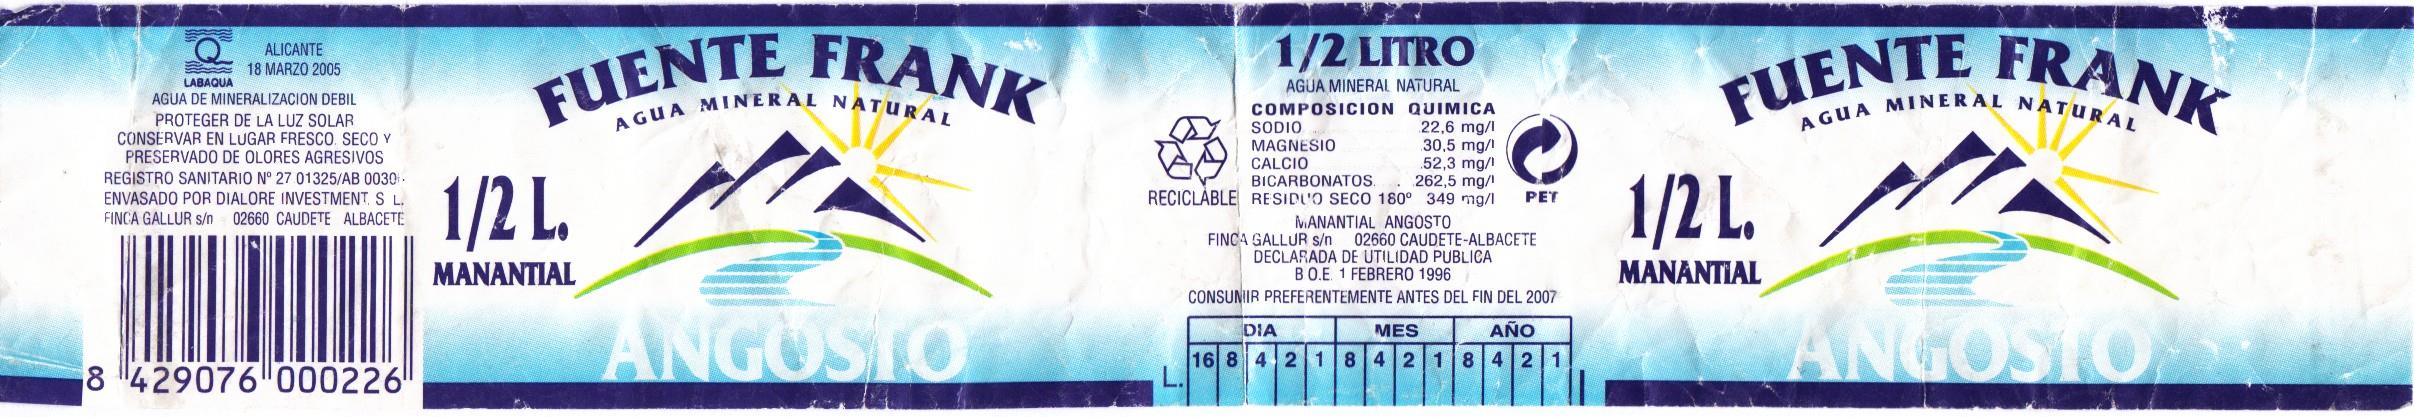 LABAQUA
ALICANTE
18 MARZO 2005
AGUA DE MINERALIZACION DEBIL
PROTEGER DE LA LUZ SOLAR
CONSERVAR EN LUGAR FRESCO. SECO Y
PRESERVADO DE OLORES AGRESIVOS
REGISTRO SANITARIO Nº 27 01325/AB
ENVASADO POR DIALORE INVESTMENT. S L.
FINCA GALLUR s/n 02660 CAUDETE ALBACETE
8 429076 000226
FUENTE FRANK
AGUA MINERAL NATURAL
1/2 L.
MANANTIAL
ANGOSTO
1/2 LITRO
AGUA MINERAL NATURAL
COMPOSICION QUIMICA
SODIO 22,6 mg/l
MAGNESIO 30,5 mg/l
CALCIO 52,3 mg/l
BICARBONATOS. . .262,5 mg/l
RESIDUO SECO 180º 349 mg/l
RECICLABLE
PET
MANANTIAL ANGOSTO
FINCA GALLUR s/n 02660 CAUDETE-ALBACETE
DECLARADA DE UTILIDAD PUBLICA
B.O.E. 1 FEBRERO 1996
CONSUMIR PREFERENTEMENTE ANTES DEL FIN DEL 2007
DIA MES AÑO
L. 16 8 4 2 1 8 4 2 1 8 4 2 1
FUENTE FRANK
AGUA MINERAL NATURAL
1/2 L.
MANANTIAL
ANGOSTO